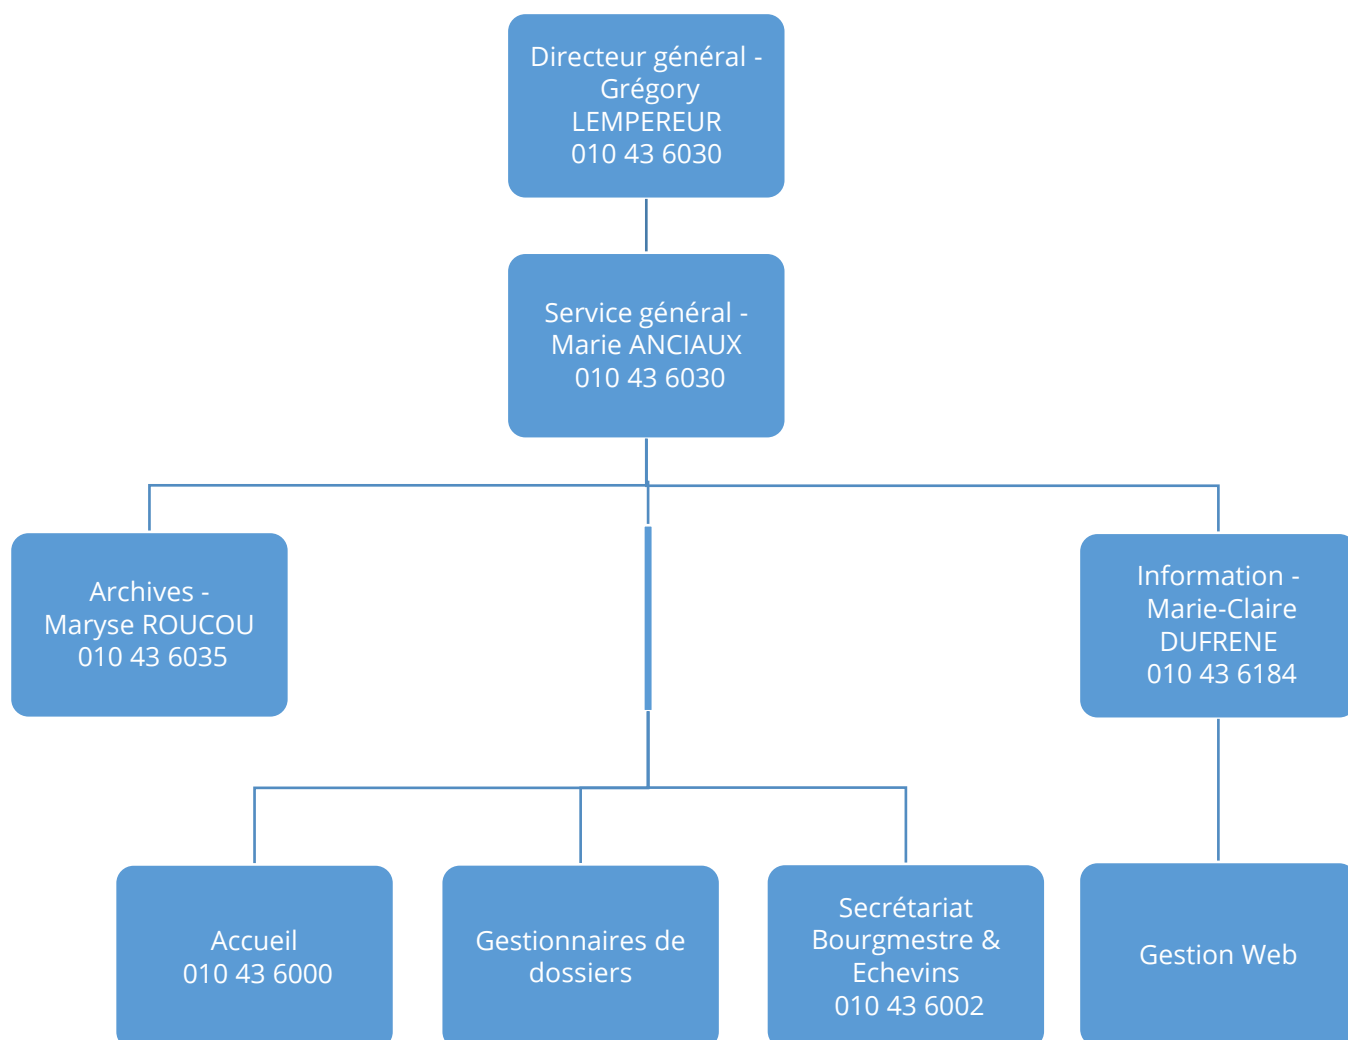 Directeur général -
Grégory
LEMPEREUR
010 43 6030
Service général -
Marie ANCIAUX
010 43 6030
Archives -
Maryse ROUCOU
010 43 6035
Information -
Marie-Claire
DUFRENE
010 43 6184
Accueil
010 43 6000
Gestionnaires de
dossiers
Secrétariat
Bourgmestre &
Echevins
010 43 6002
Gestion Web